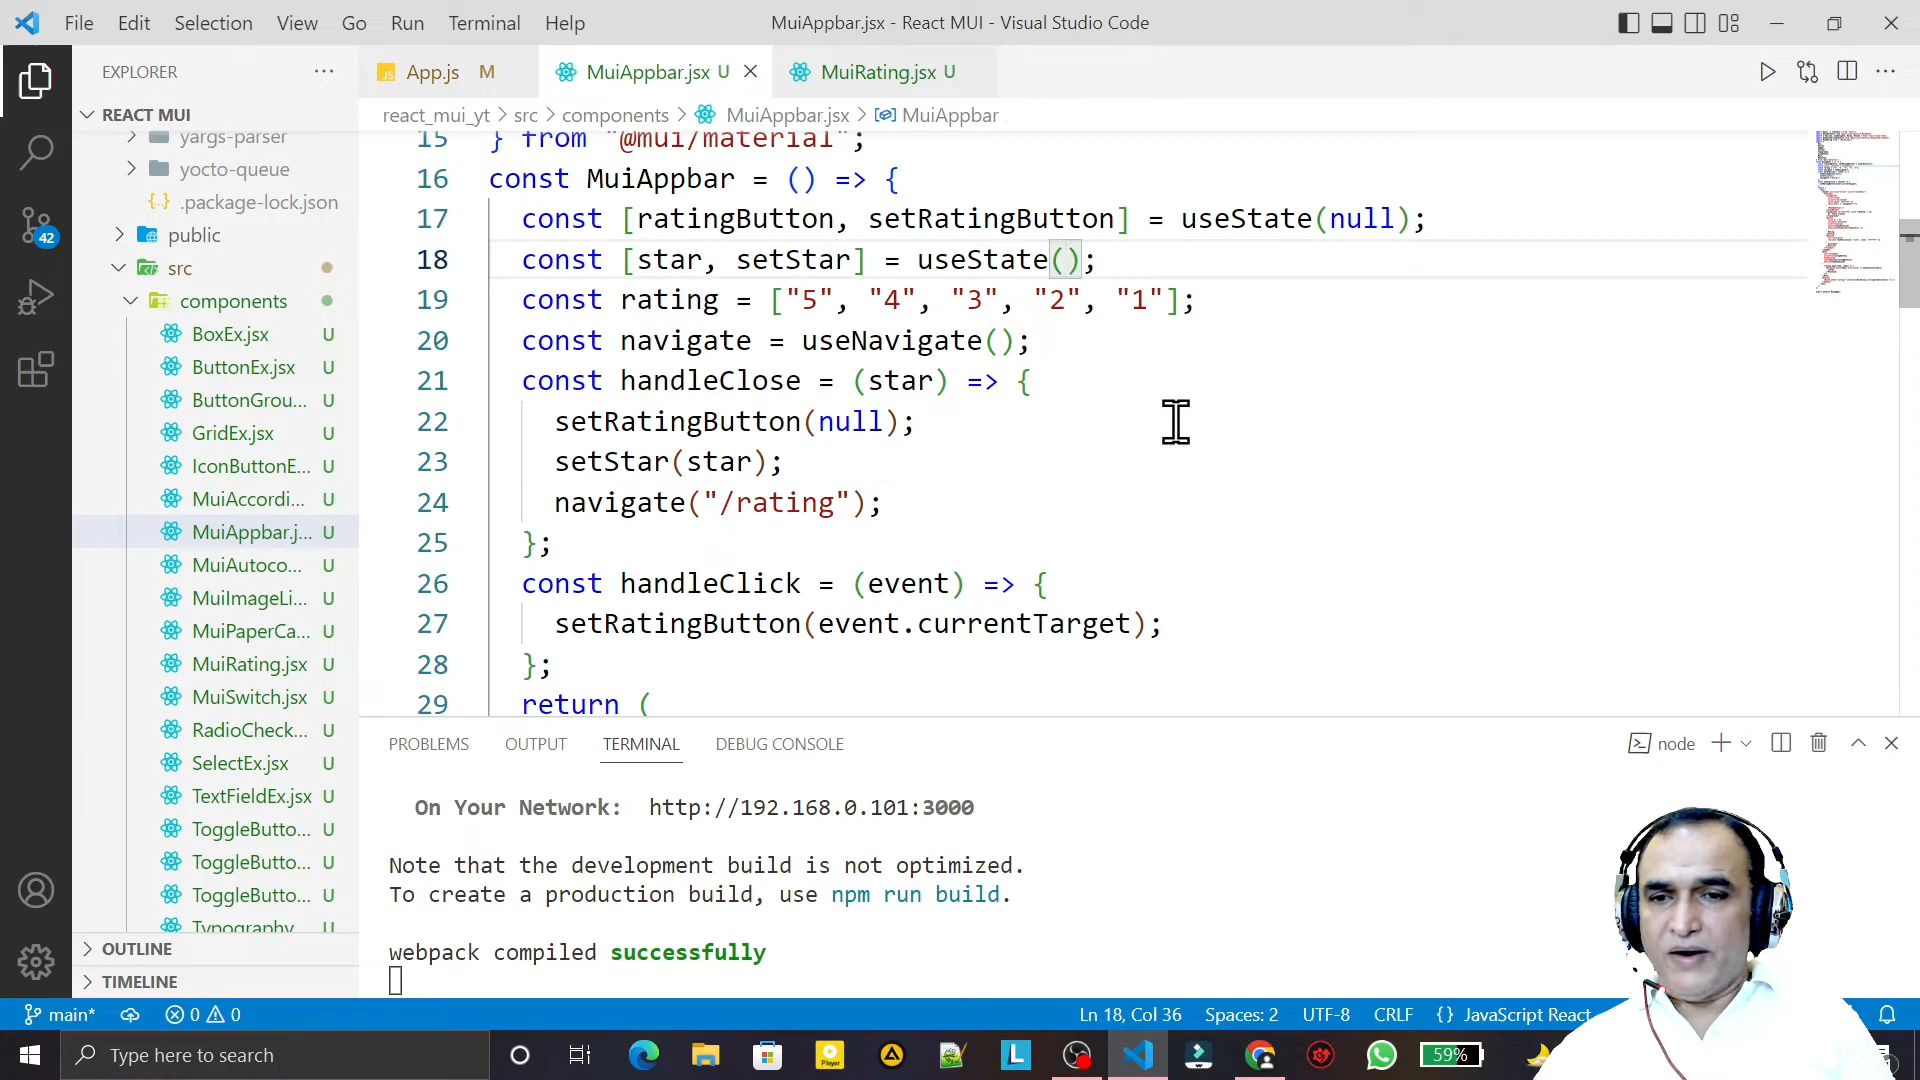 File Edit Selection View Go Run Terminal Help MuiAppbar.jsx - React MUI - Visual Studio Code
EXPLORER ···
App.js M MuiAppbar.jsx U MuiRating.jsx U
REACT MUI
react_mui_yt > src > components > MuiAppbar.jsx > MuiAppbar
yargs-parser
yocto-queue
.package-lock.json
public
src
components
BoxEx.jsx U
ButtonEx.jsx U
ButtonGrou... U
GridEx.jsx U
IconButtonE... U
MuiAccordi... U
MuiAppbar.j... U
MuiAutoco... U
MuiImageLi... U
MuiPaperCa... U
MuiRating.jsx U
MuiSwitch.jsx U
RadioCheck... U
SelectEx.jsx U
TextFieldEx.jsx U
ToggleButto... U
ToggleButto... U
ToggleButto... U
Typography U
OUTLINE
TIMELINE
42
15 } from "@mui/material";
16 const MuiAppbar = () => {
17 const [ratingButton, setRatingButton] = useState(null);
18 const [star, setStar] = useState();
19 const rating = ["5", "4", "3", "2", "1"];
20 const navigate = useNavigate();
21 const handleClose = (star) => {
22 setRatingButton(null);
23 setStar(star);
24 navigate("/rating");
25 };
26 const handleClick = (event) => {
27 setRatingButton(event.currentTarget);
28 };
29 return (
PROBLEMS OUTPUT TERMINAL DEBUG CONSOLE node
On Your Network: http://192.168.0.101:3000
Note that the development build is not optimized.
To create a production build, use npm run build.
webpack compiled successfully
main* 0 0 Ln 18, Col 36 Spaces: 2 UTF-8 CRLF {} JavaScript React
Type here to search
Player
L
59%